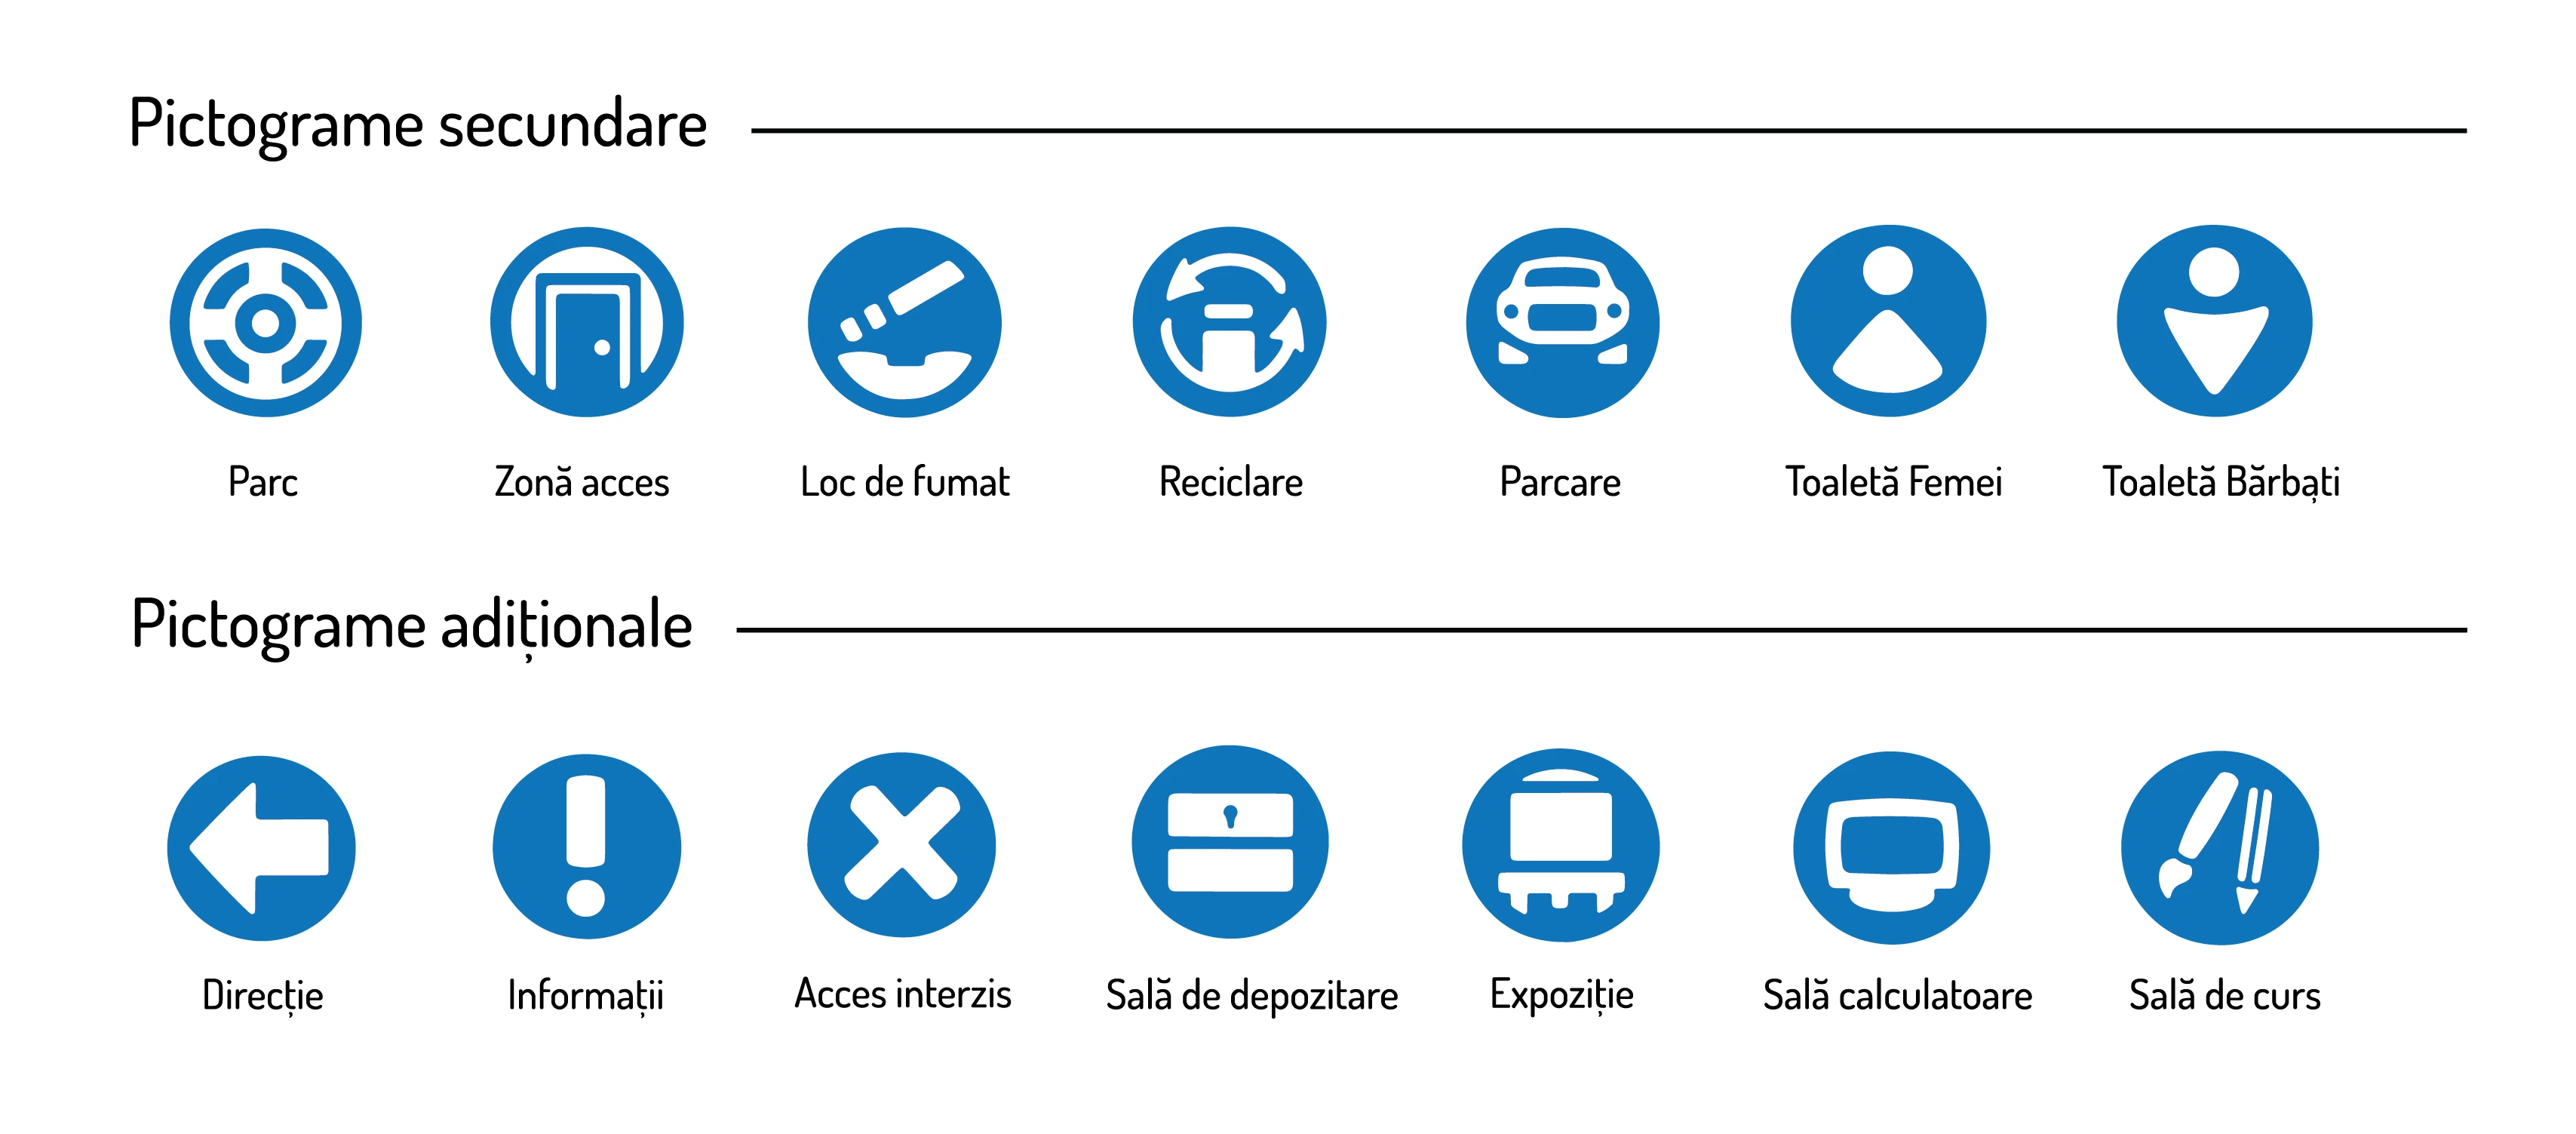 Pictograme secundare
Parc
Zonă acces
Loc de fumat
Reciclare
Parcare
Toaletă Femei
Toaletă Bărbați
Pictograme adiționale
Direcție
Informații
Acces interzis
Sală de depozitare
Expoziție
Sală calculatoare
Sală de curs